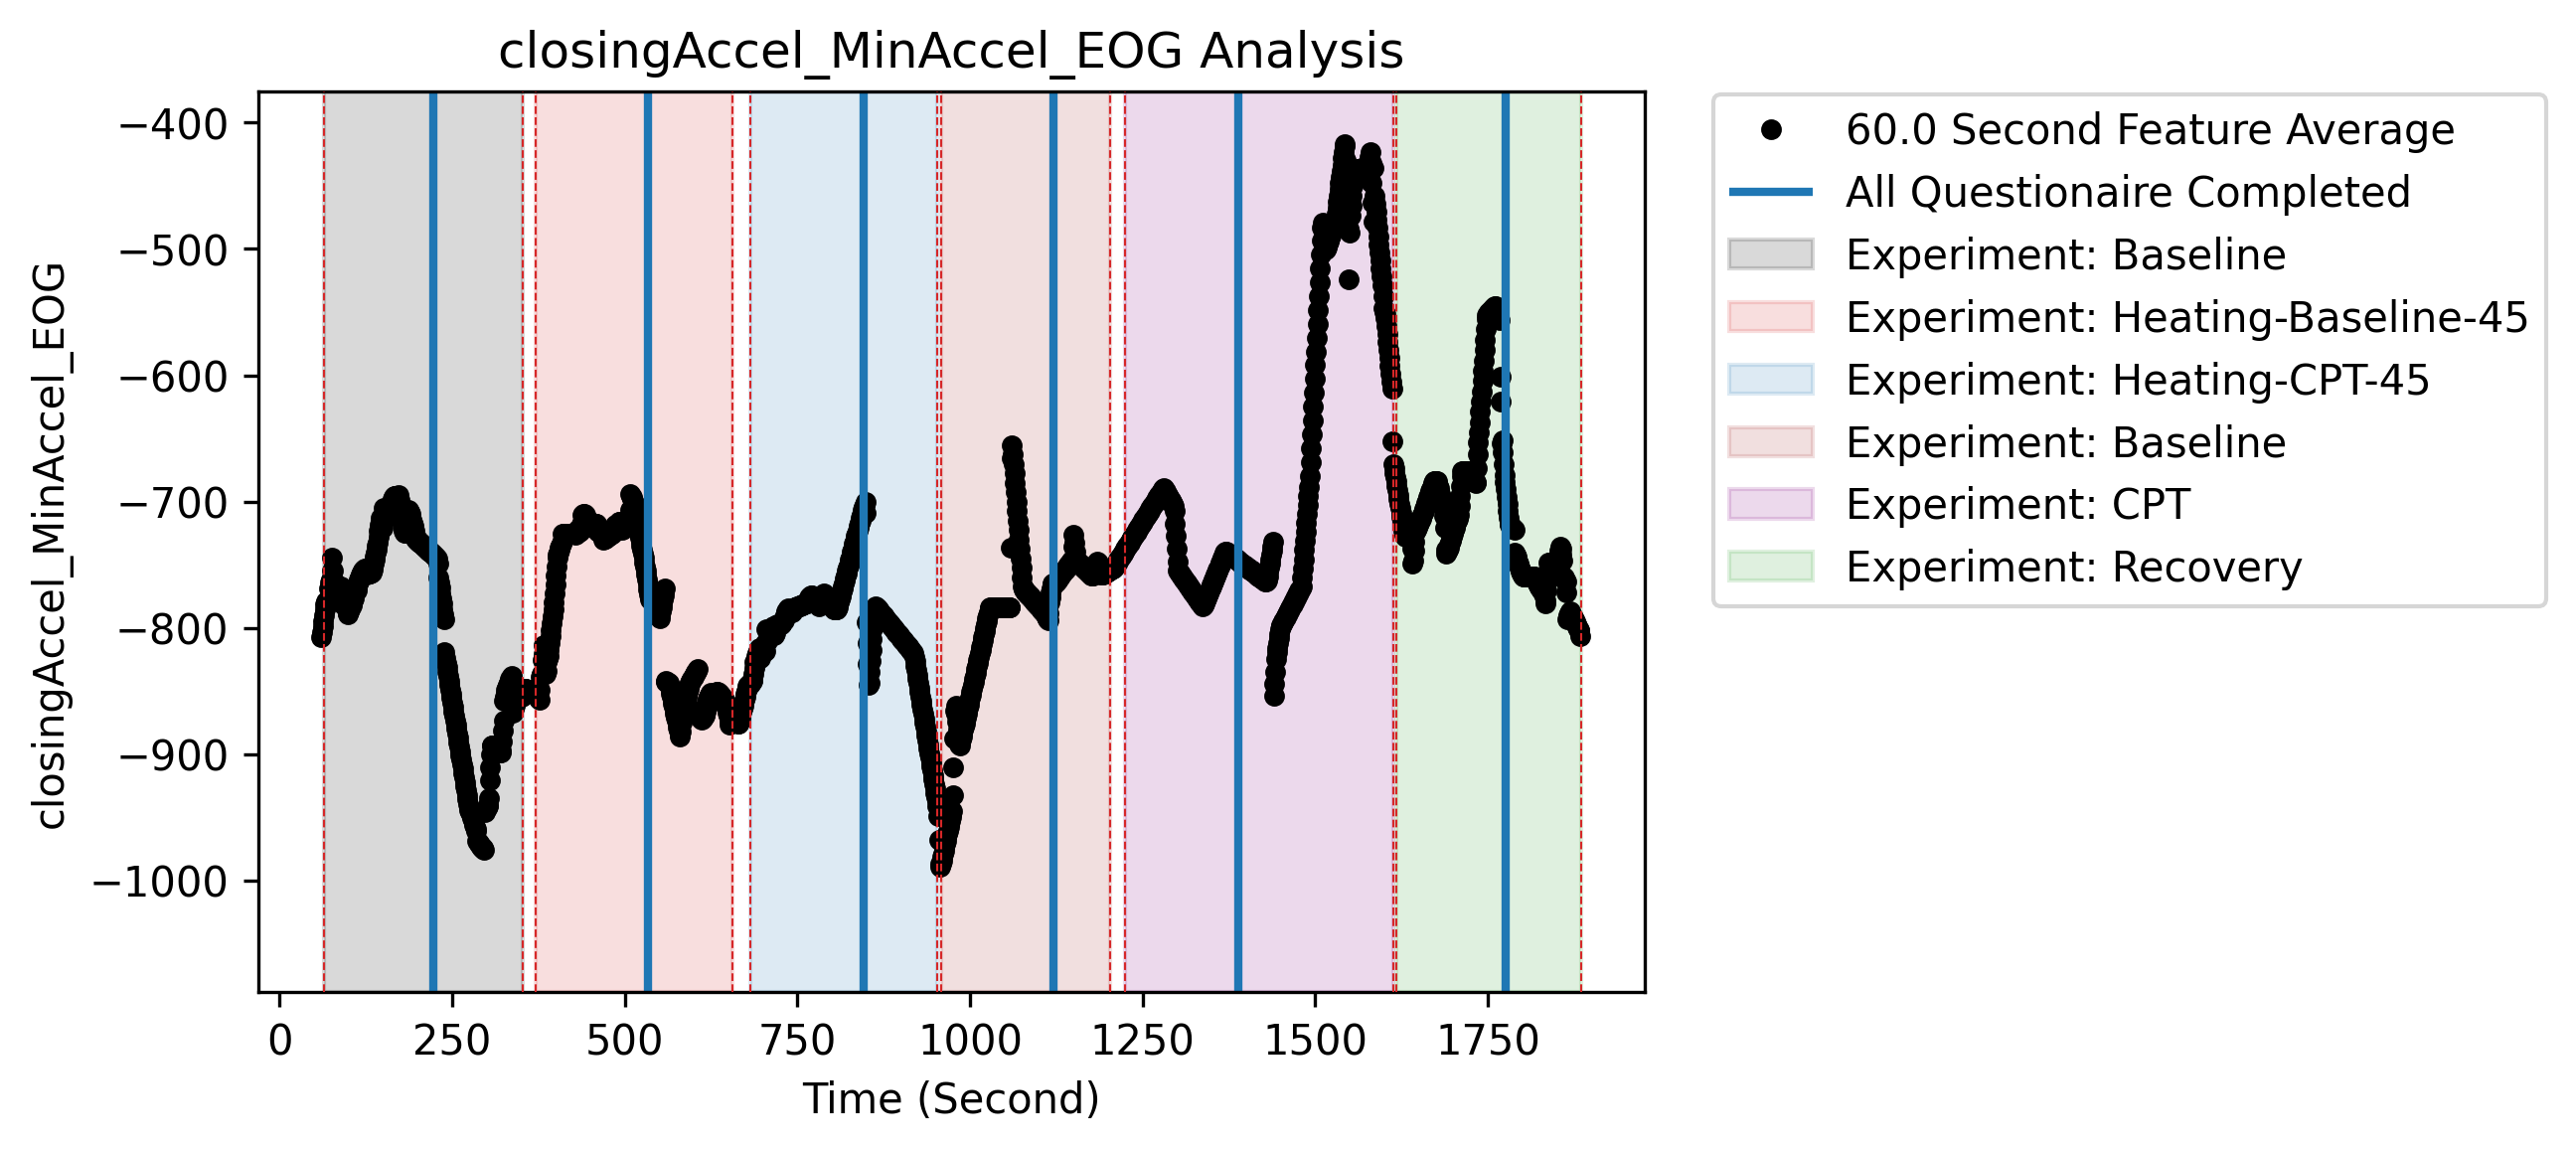 closingAccel_MinAccel_EOG Analysis
closingAccel_MinAccel_EOG
−400
−500
−600
−700
−800
−900
−1000
0 250 500 750 1000 1250 1500 1750
Time (Second)
60.0 Second Feature Average
All Questionaire Completed
Experiment: Baseline
Experiment: Heating-Baseline-45
Experiment: Heating-CPT-45
Experiment: Baseline
Experiment: CPT
Experiment: Recovery